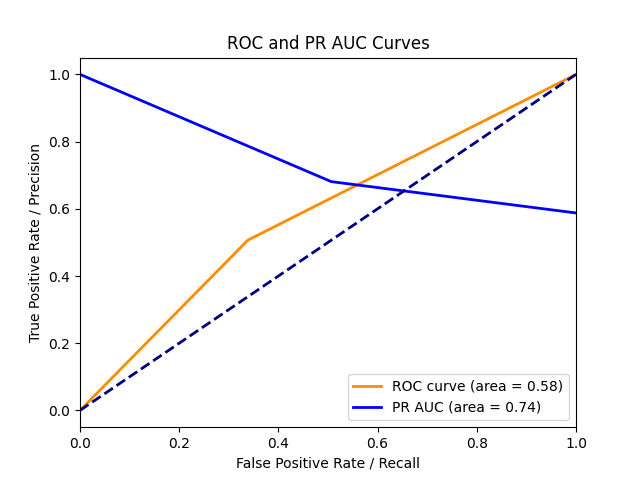 ROC and PR AUC Curves
True Positive Rate / Precision
1.0
0.8
0.6
0.4
0.2
0.0
ROC curve (area = 0.58)
PR AUC (area = 0.74)
0.0 0.2 0.4 0.6 0.8 1.0
False Positive Rate / Recall